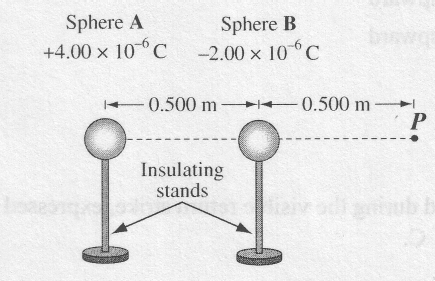 Sphere A
+4.00 × 10⁻⁶ C
Sphere B
−2.00 × 10⁻⁶ C
0.500 m
0.500 m
P
Insulating
stands